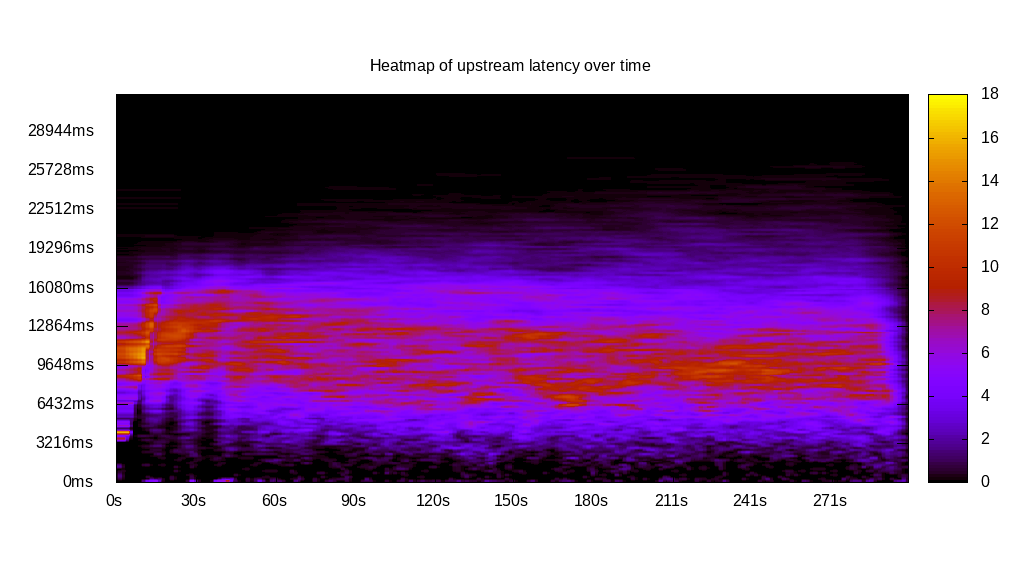 Heatmap of upstream latency over time
28944ms
25728ms
22512ms
19296ms
16080ms
12864ms
9648ms
6432ms
3216ms
0ms
0s 30s 60s 90s 120s 150s 180s 211s 241s 271s
18
16
14
12
10
8
6
4
2
0